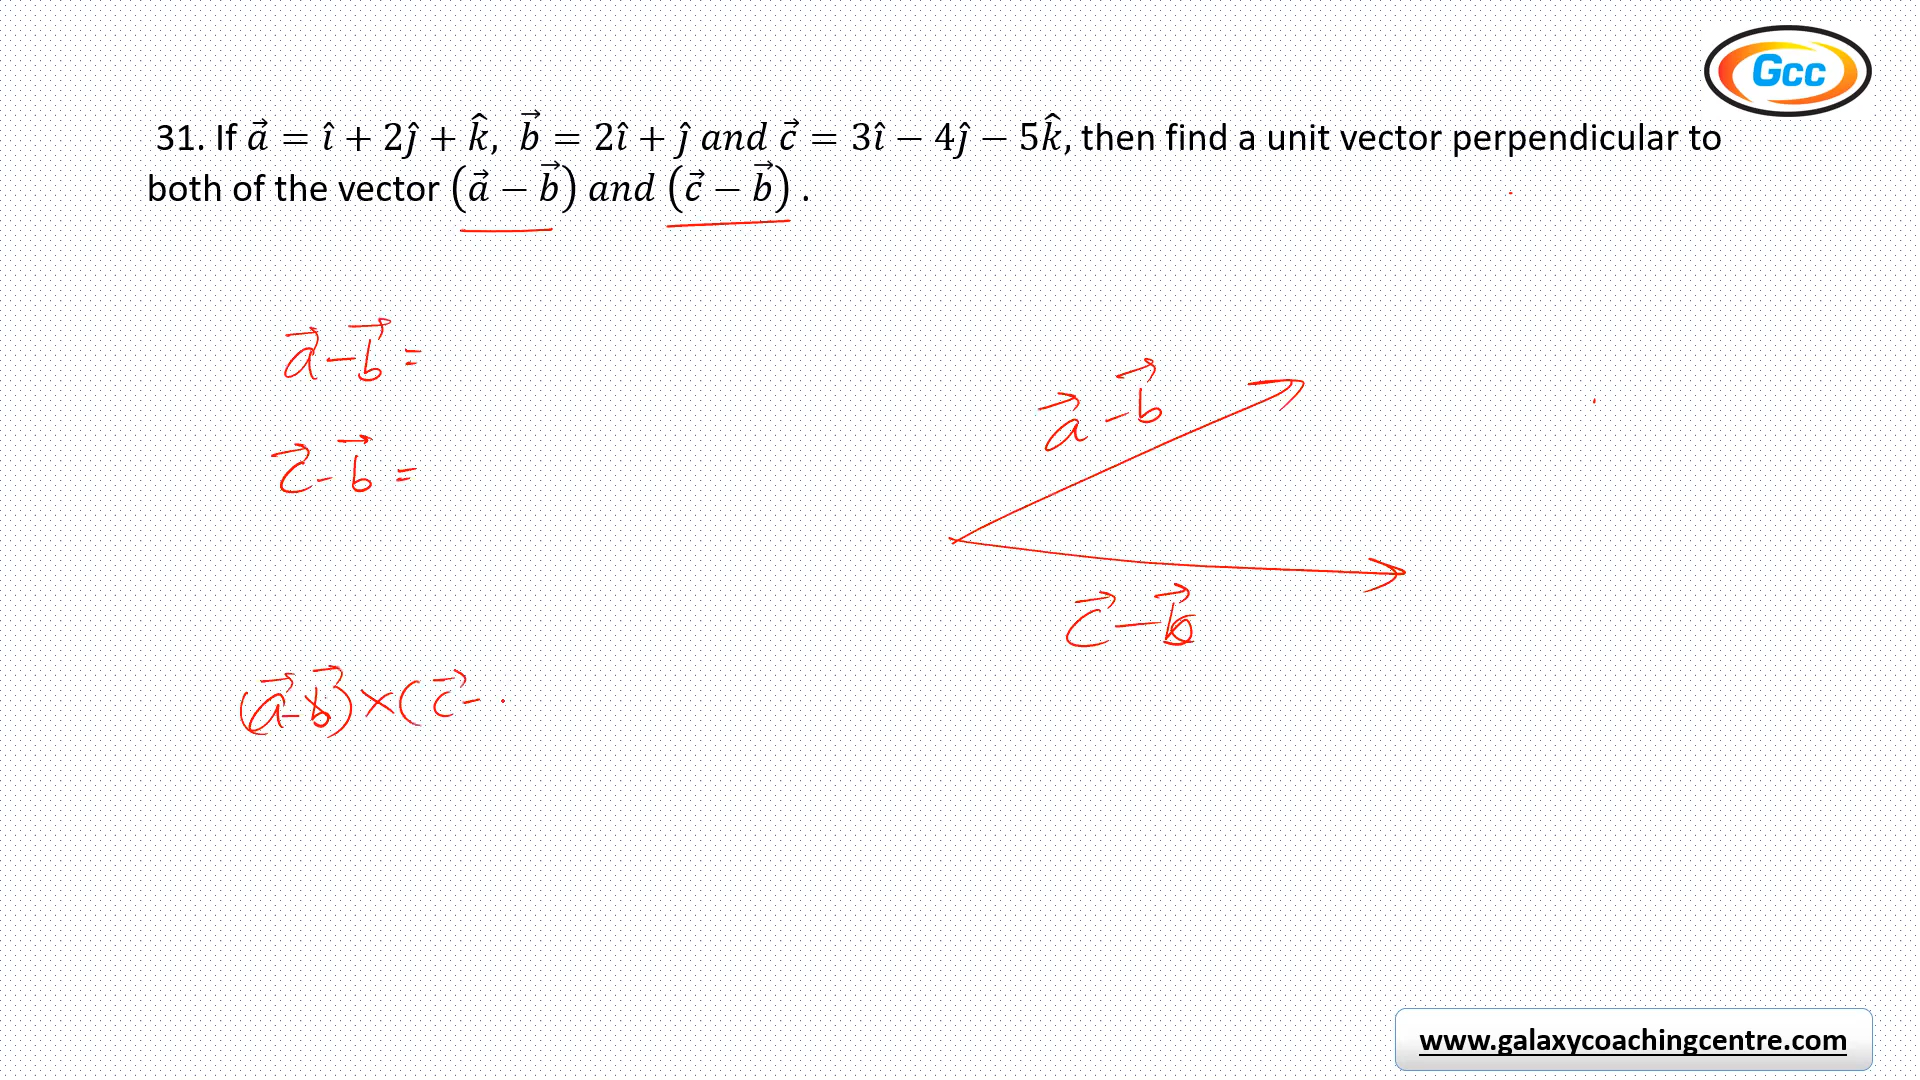 Gcc
31. If a⃗ = î + 2ĵ + k̂, b⃗ = 2î + ĵ and c⃗ = 3î − 4ĵ − 5k̂, then find a unit vector perpendicular to
both of the vector (a⃗ − b⃗) and (c⃗ − b⃗) .
a⃗ − b⃗ =
c⃗ − b⃗ =
a⃗ − b⃗
c⃗ − b⃗
(a⃗ − b⃗) × (c⃗ −
www.galaxycoachingcentre.com